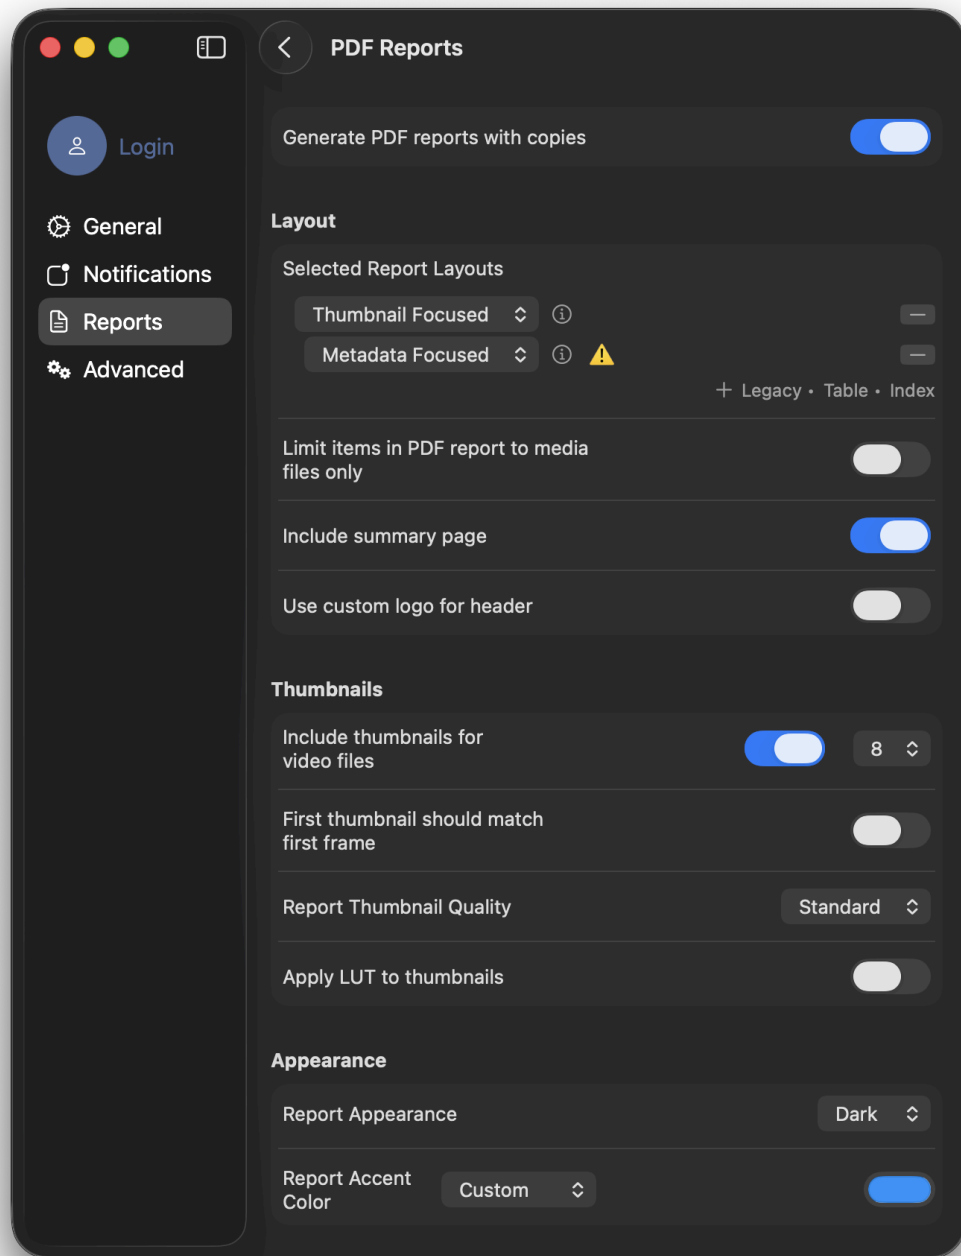 PDF Reports
Login
General
Notifications
Reports
Advanced
Generate PDF reports with copies
Layout
Selected Report Layouts
Thumbnail Focused
Metadata Focused
+ Legacy • Table • Index
Limit items in PDF report to media
files only
Include summary page
Use custom logo for header
Thumbnails
Include thumbnails for
video files
8
First thumbnail should match
first frame
Report Thumbnail Quality
Standard
Apply LUT to thumbnails
Appearance
Report Appearance
Dark
Report Accent
Color
Custom